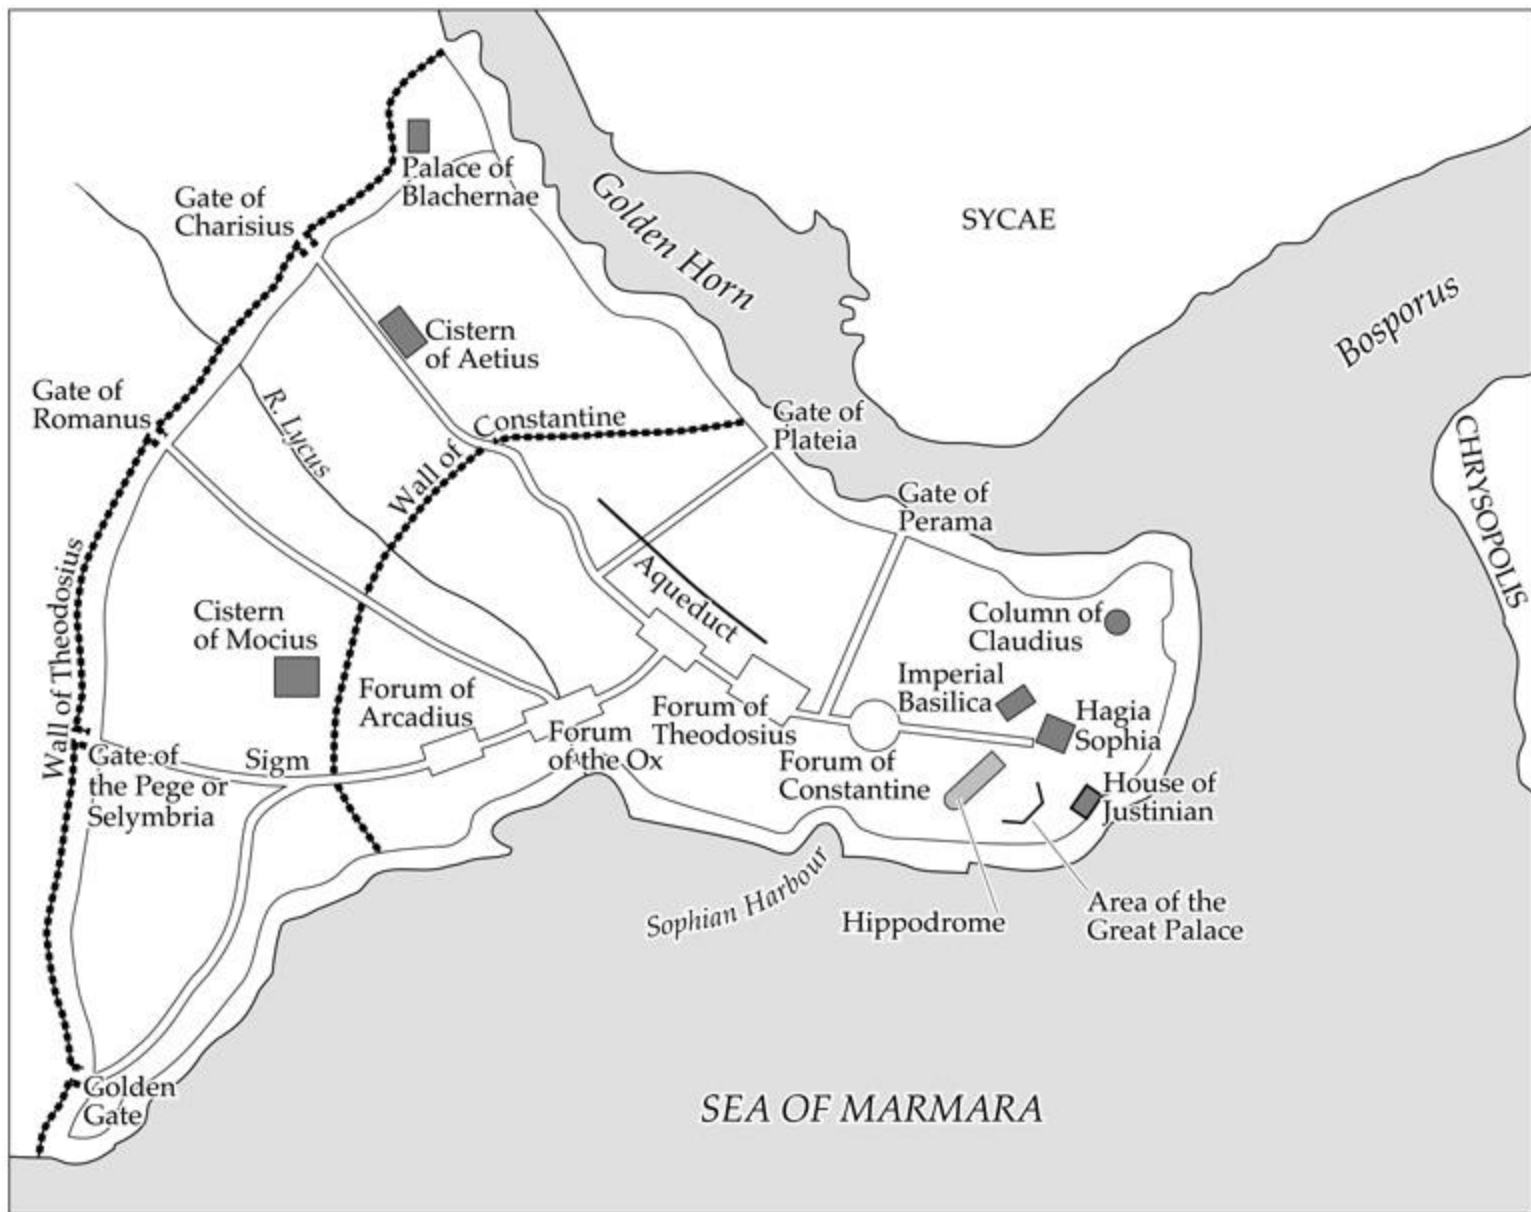 Palace of
Blachernae
Gate of
Charisius
Golden Horn
SYCAE
Bosporus
Cistern
of Aetius
Gate of
Romanus
R. Lycus
Wall of Constantine
Gate of
Plateia
CHRYSOPOLIS
Gate of
Perama
Wall of Theodosius
Aqueduct
Cistern
of Mocius
Column of
Claudius
Forum of
Arcadius
Imperial
Basilica
Forum of
Theodosius
Hagia
Sophia
Forum
of the Ox
Gate of
the Pege or
Selymbria
Sigm
Forum of
Constantine
House of
Justinian
Sophian Harbour
Hippodrome
Area of the
Great Palace
Golden
Gate
SEA OF MARMARA